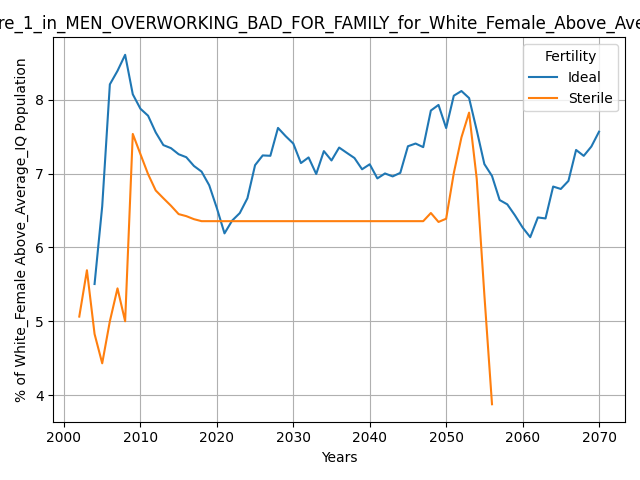 re_1_in_MEN_OVERWORKING_BAD_FOR_FAMILY_for_White_Female_Above_Ave
Fertility
Ideal
Sterile
% of White_Female Above_Average_IQ Population
8
7
6
5
4
2000 2010 2020 2030 2040 2050 2060 2070
Years